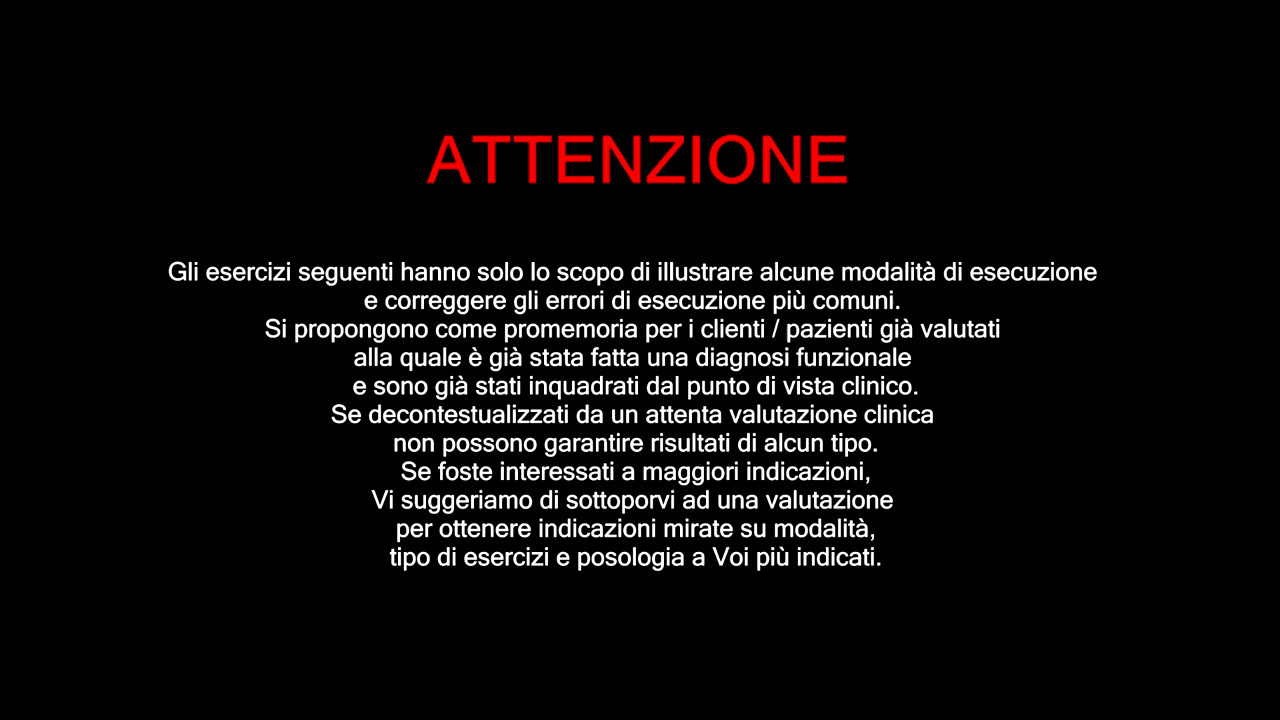 ATTENZIONE
Gli esercizi seguenti hanno solo lo scopo di illustrare alcune modalità di esecuzione
e correggere gli errori di esecuzione più comuni.
Si propongono come promemoria per i clienti / pazienti già valutati
alla quale è già stata fatta una diagnosi funzionale
e sono già stati inquadrati dal punto di vista clinico.
Se decontestualizzati da un attenta valutazione clinica
non possono garantire risultati di alcun tipo.
Se foste interessati a maggiori indicazioni,
Vi suggeriamo di sottoporvi ad una valutazione
per ottenere indicazioni mirate su modalità,
tipo di esercizi e posologia a Voi più indicati.